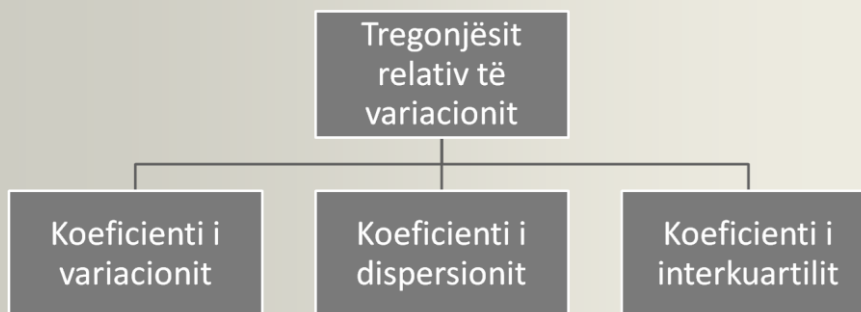 Tregonjësit
relativ të
variacionit
Koeficienti i
variacionit
Koeficienti i
dispersionit
Koeficienti i
interkuartilit